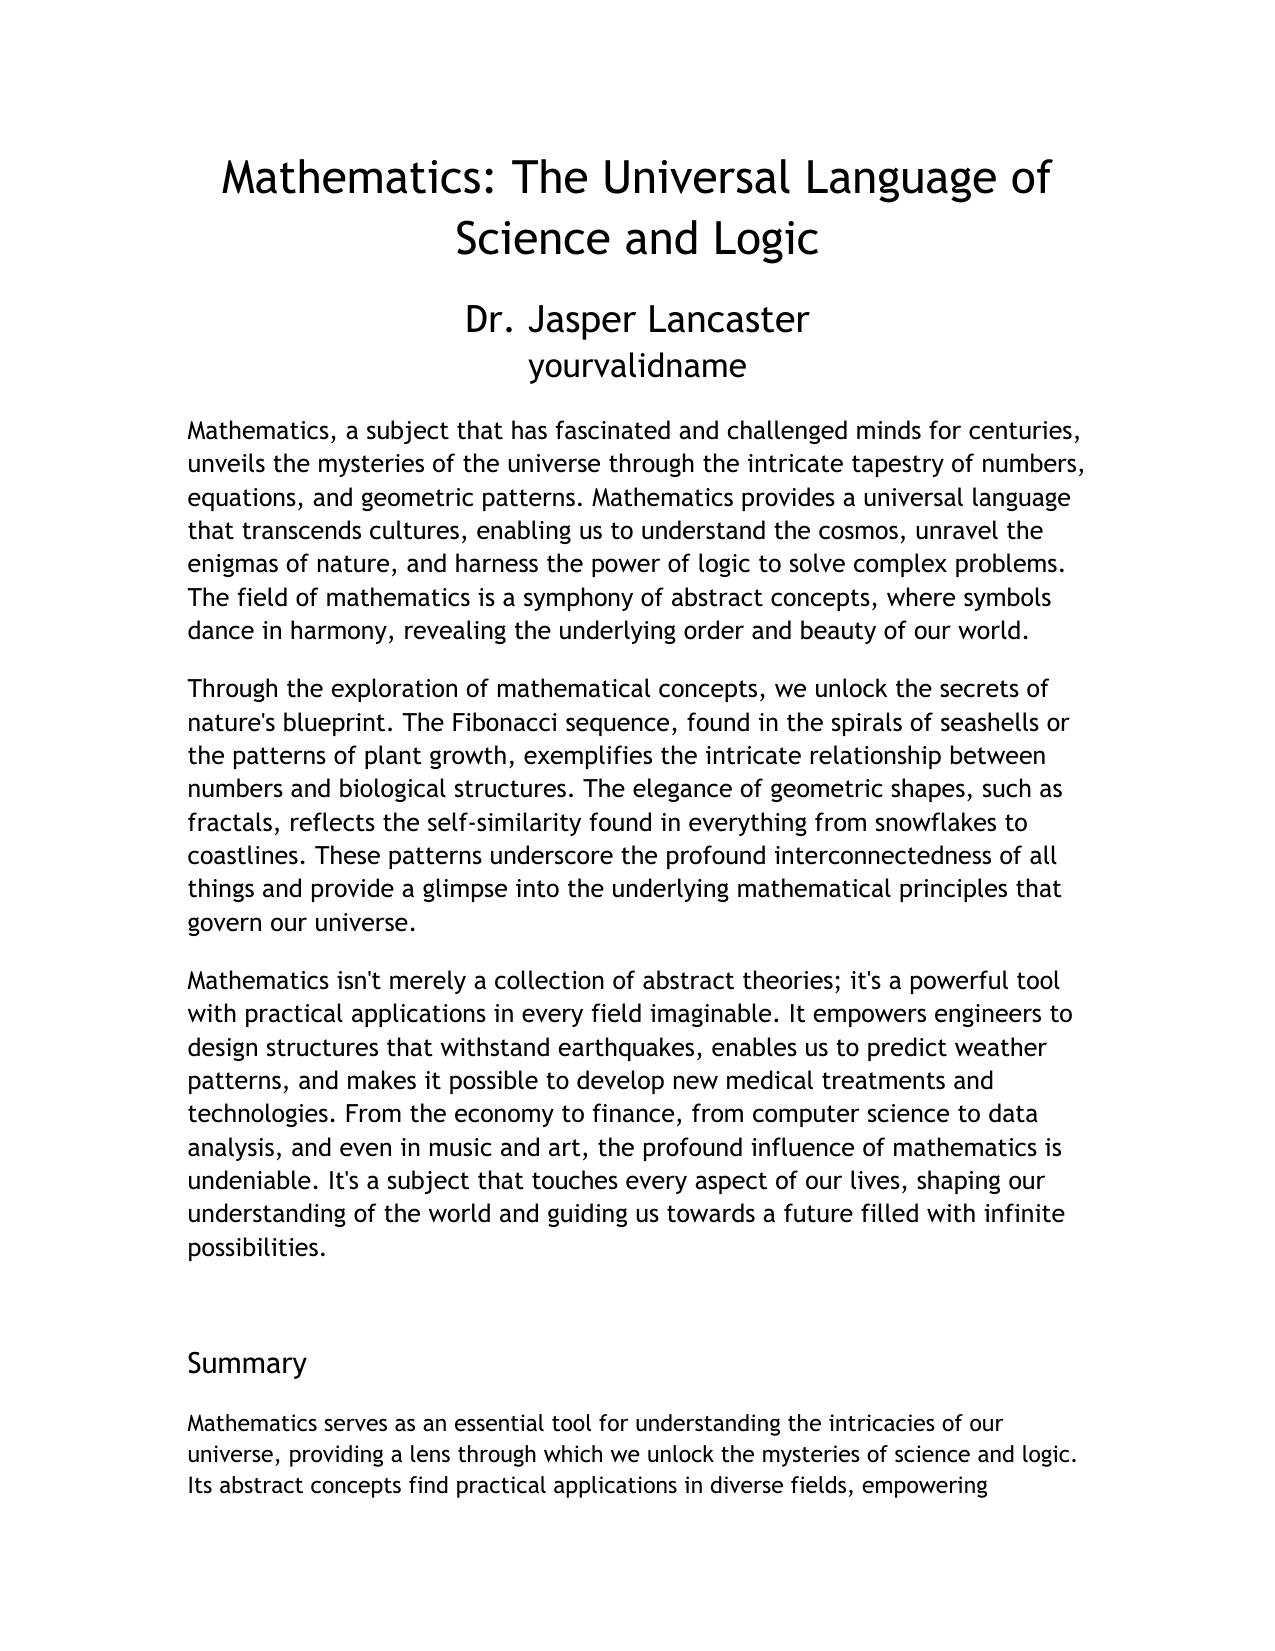 Mathematics: The Universal Language of
Science and Logic
Dr. Jasper Lancaster
yourvalidname
Mathematics, a subject that has fascinated and challenged minds for centuries,
unveils the mysteries of the universe through the intricate tapestry of numbers,
equations, and geometric patterns. Mathematics provides a universal language
that transcends cultures, enabling us to understand the cosmos, unravel the
enigmas of nature, and harness the power of logic to solve complex problems.
The field of mathematics is a symphony of abstract concepts, where symbols
dance in harmony, revealing the underlying order and beauty of our world.
Through the exploration of mathematical concepts, we unlock the secrets of
nature's blueprint. The Fibonacci sequence, found in the spirals of seashells or
the patterns of plant growth, exemplifies the intricate relationship between
numbers and biological structures. The elegance of geometric shapes, such as
fractals, reflects the self-similarity found in everything from snowflakes to
coastlines. These patterns underscore the profound interconnectedness of all
things and provide a glimpse into the underlying mathematical principles that
govern our universe.
Mathematics isn't merely a collection of abstract theories; it's a powerful tool
with practical applications in every field imaginable. It empowers engineers to
design structures that withstand earthquakes, enables us to predict weather
patterns, and makes it possible to develop new medical treatments and
technologies. From the economy to finance, from computer science to data
analysis, and even in music and art, the profound influence of mathematics is
undeniable. It's a subject that touches every aspect of our lives, shaping our
understanding of the world and guiding us towards a future filled with infinite
possibilities.
Summary
Mathematics serves as an essential tool for understanding the intricacies of our
universe, providing a lens through which we unlock the mysteries of science and logic.
Its abstract concepts find practical applications in diverse fields, empowering